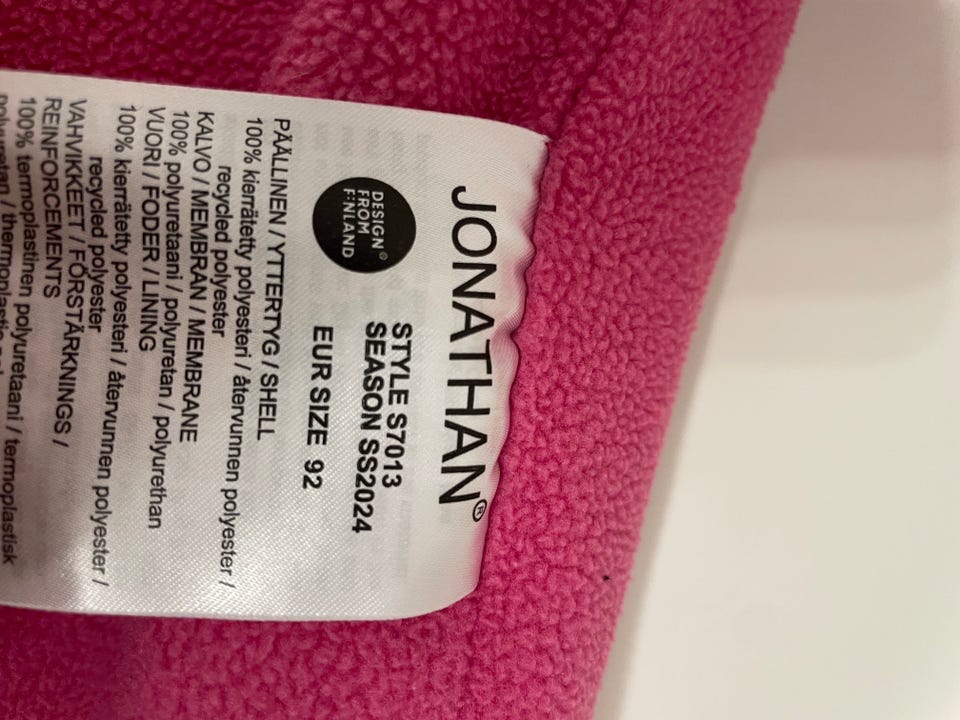 JONATHAN®
STYLE S7013
SEASON SS2024
DESIGN®
FROM
FINLAND
EUR SIZE 92
PÄÄLLINEN / YTTERTYG / SHELL
100% kierrätetty polyesteri / återvunnen polyester /
recycled polyester
KALVO / MEMBRAN / MEMBRANE
100% polyuretaani / polyuretan / polyurethan
VUORI / FODER / LINING
100% kierrätetty polyesteri / återvunnen polyester /
recycled polyester
VAHVIKKEET / FÖRSTÄRKNINGS /
REINFORCEMENTS
100% termoplastinen polyuretaani / termoplastisk
polyuretan /